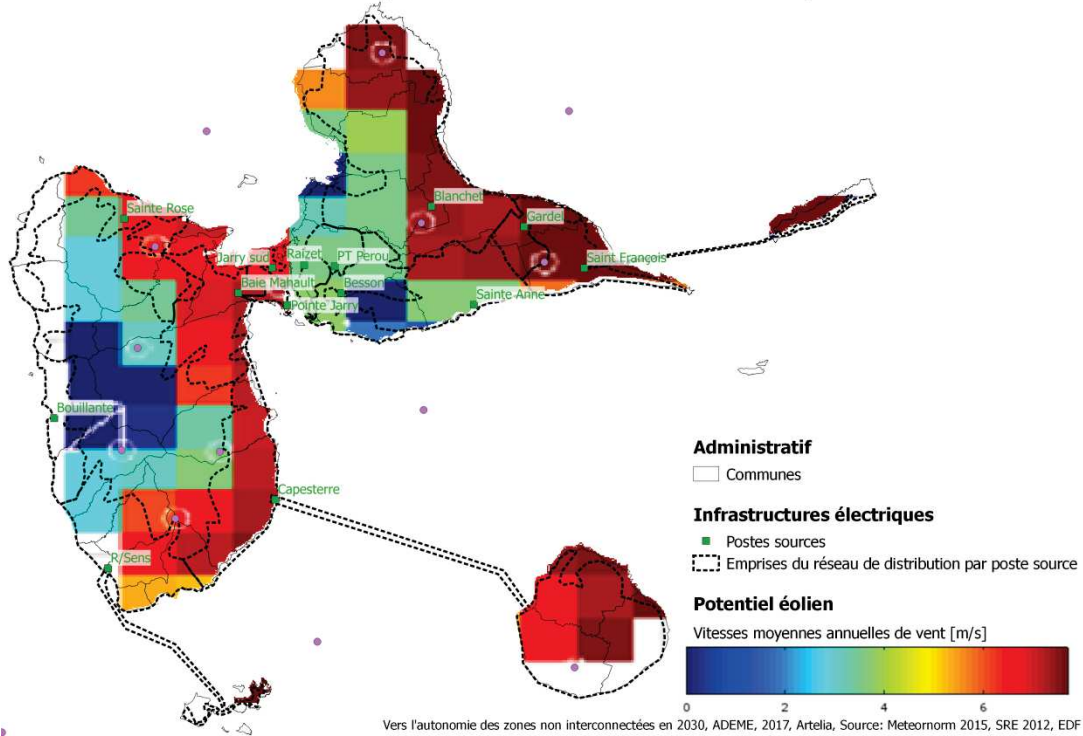 Blanchet
Sainte Rose
Gardel
Jarry sud
Raizet
PT Perou
Saint François
Baie Mahault
Besson
Pointe Jarry
Sainte Anne
Bouillante
Capesterre
R/Sens
Administratif
Communes
Infrastructures électriques
Postes sources
Emprises du réseau de distribution par poste source
Potentiel éolien
Vitesses moyennes annuelles de vent [m/s]
0 2 4 6
Vers l'autonomie des zones non interconnectées en 2030, ADEME, 2017, Artelia, Source: Meteornorm 2015, SRE 2012, EDF